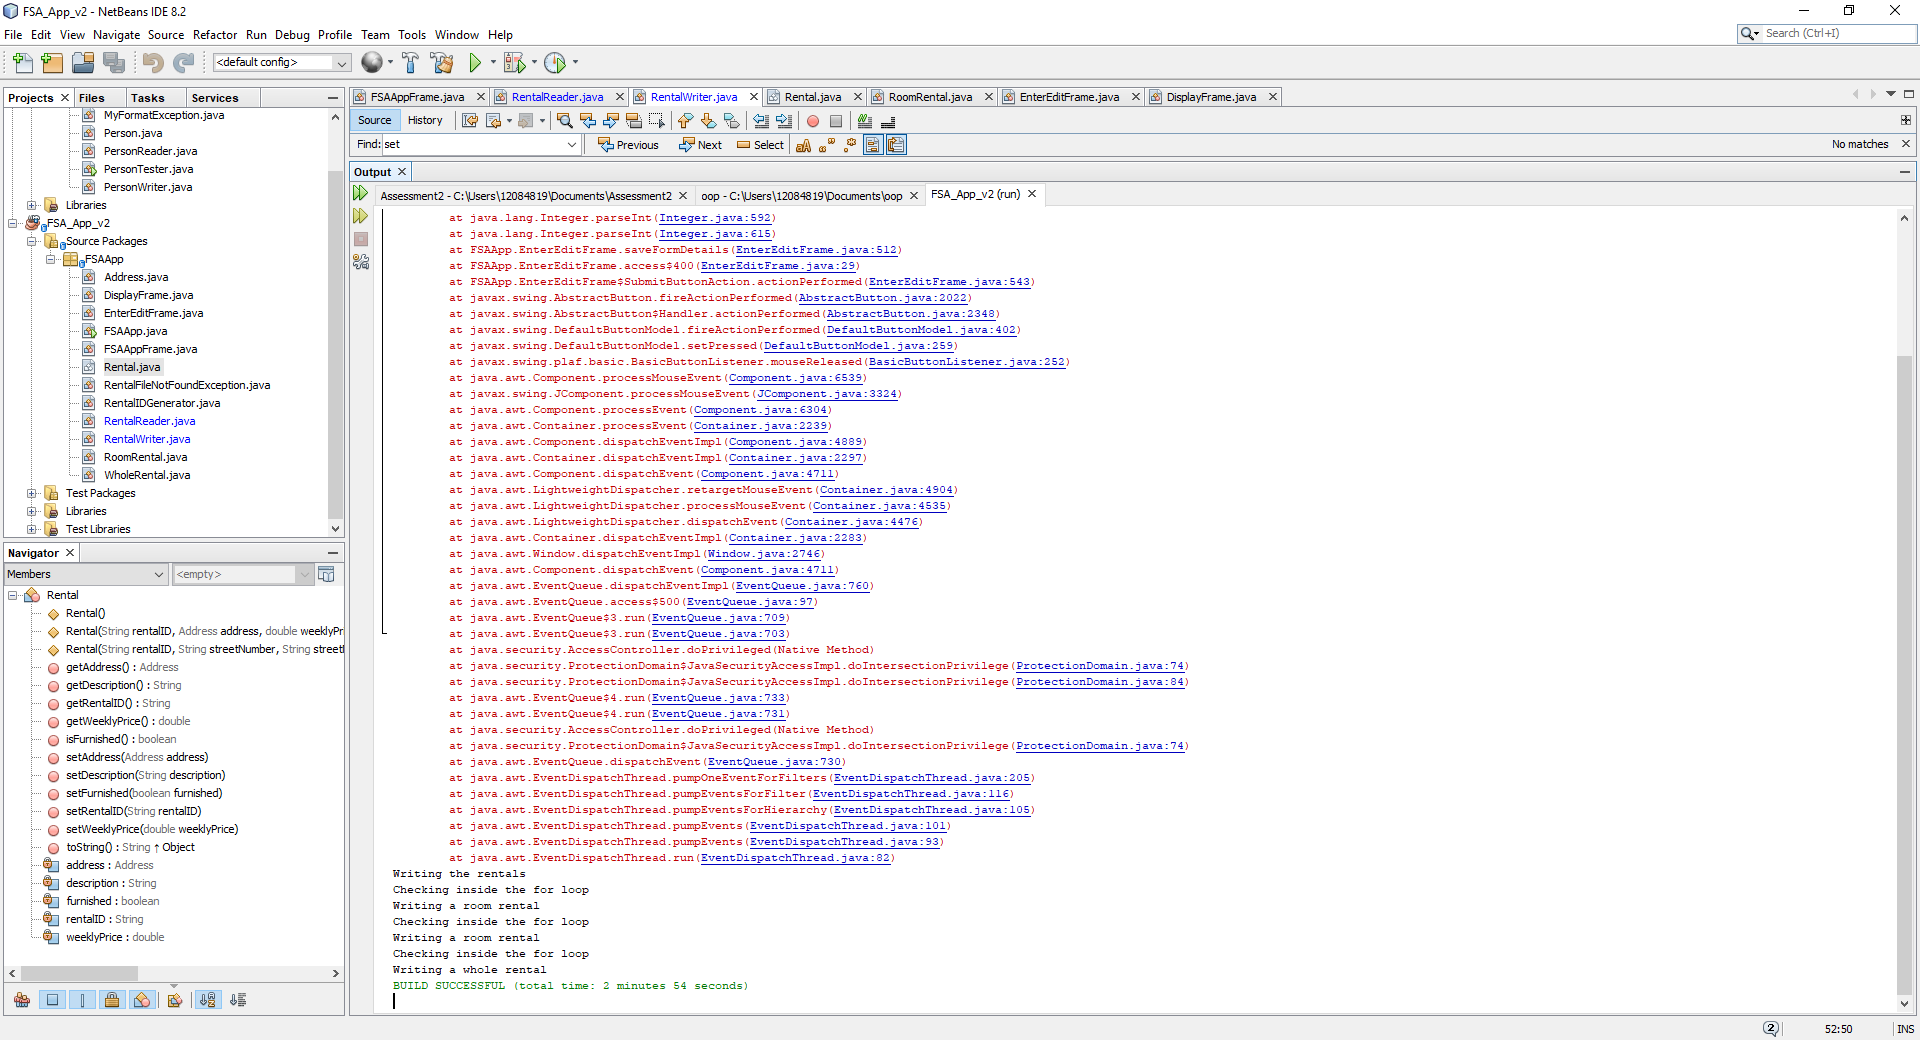 FSA_App_v2 - NetBeans IDE 8.2
File Edit View Navigate Source Refactor Run Debug Profile Team Tools Window Help
Search (Ctrl+I)
<default config>
Projects Files Tasks Services
MyFormatException.java
Person.java
PersonReader.java
PersonTester.java
PersonWriter.java
Libraries
FSA_App_v2
Source Packages
FSAApp
Address.java
DisplayFrame.java
EnterEditFrame.java
FSAApp.java
FSAAppFrame.java
Rental.java
RentalFileNotFoundException.java
RentalIDGenerator.java
RentalReader.java
RentalWriter.java
RoomRental.java
WholeRental.java
Test Packages
Libraries
Test Libraries
Navigator
Members
<empty>
Rental
Rental()
Rental(String rentalID, Address address, double weeklyPr
Rental(String rentalID, String streetNumber, String street
getAddress() : Address
getDescription() : String
getRentalID() : String
getWeeklyPrice() : double
isFurnished() : boolean
setAddress(Address address)
setDescription(String description)
setFurnished(boolean furnished)
setRentalID(String rentalID)
setWeeklyPrice(double weeklyPrice)
toString() : String ↑ Object
address : Address
description : String
furnished : boolean
rentalID : String
weeklyPrice : double
FSAAppFrame.java RentalReader.java RentalWriter.java Rental.java RoomRental.java EnterEditFrame.java DisplayFrame.java
Source History
Find: set Previous Next Select No matches
Output
Assessment2 - C:\Users\12084819\Documents\Assessment2 oop - C:\Users\12084819\Documents\oop FSA_App_v2 (run)
at java.lang.Integer.parseInt(Integer.java:592)
at java.lang.Integer.parseInt(Integer.java:615)
at FSAApp.EnterEditFrame.saveFormDetails(EnterEditFrame.java:512)
at FSAApp.EnterEditFrame.access$400(EnterEditFrame.java:29)
at FSAApp.EnterEditFrame$SubmitButtonAction.actionPerformed(EnterEditFrame.java:543)
at javax.swing.AbstractButton.fireActionPerformed(AbstractButton.java:2022)
at javax.swing.AbstractButton$Handler.actionPerformed(AbstractButton.java:2348)
at javax.swing.DefaultButtonModel.fireActionPerformed(DefaultButtonModel.java:402)
at javax.swing.DefaultButtonModel.setPressed(DefaultButtonModel.java:259)
at javax.swing.plaf.basic.BasicButtonListener.mouseReleased(BasicButtonListener.java:252)
at java.awt.Component.processMouseEvent(Component.java:6539)
at javax.swing.JComponent.processMouseEvent(JComponent.java:3324)
at java.awt.Component.processEvent(Component.java:6304)
at java.awt.Container.processEvent(Container.java:2239)
at java.awt.Component.dispatchEventImpl(Component.java:4889)
at java.awt.Container.dispatchEventImpl(Container.java:2297)
at java.awt.Component.dispatchEvent(Component.java:4711)
at java.awt.LightweightDispatcher.retargetMouseEvent(Container.java:4904)
at java.awt.LightweightDispatcher.processMouseEvent(Container.java:4535)
at java.awt.LightweightDispatcher.dispatchEvent(Container.java:4476)
at java.awt.Container.dispatchEventImpl(Container.java:2283)
at java.awt.Window.dispatchEventImpl(Window.java:2746)
at java.awt.Component.dispatchEvent(Component.java:4711)
at java.awt.EventQueue.dispatchEventImpl(EventQueue.java:760)
at java.awt.EventQueue.access$500(EventQueue.java:97)
at java.awt.EventQueue$3.run(EventQueue.java:709)
at java.awt.EventQueue$3.run(EventQueue.java:703)
at java.security.AccessController.doPrivileged(Native Method)
at java.security.ProtectionDomain$JavaSecurityAccessImpl.doIntersectionPrivilege(ProtectionDomain.java:74)
at java.security.ProtectionDomain$JavaSecurityAccessImpl.doIntersectionPrivilege(ProtectionDomain.java:84)
at java.awt.EventQueue$4.run(EventQueue.java:733)
at java.awt.EventQueue$4.run(EventQueue.java:731)
at java.security.AccessController.doPrivileged(Native Method)
at java.security.ProtectionDomain$JavaSecurityAccessImpl.doIntersectionPrivilege(ProtectionDomain.java:74)
at java.awt.EventQueue.dispatchEvent(EventQueue.java:730)
at java.awt.EventDispatchThread.pumpOneEventForFilters(EventDispatchThread.java:205)
at java.awt.EventDispatchThread.pumpEventsForFilter(EventDispatchThread.java:116)
at java.awt.EventDispatchThread.pumpEventsForHierarchy(EventDispatchThread.java:105)
at java.awt.EventDispatchThread.pumpEvents(EventDispatchThread.java:101)
at java.awt.EventDispatchThread.pumpEvents(EventDispatchThread.java:93)
at java.awt.EventDispatchThread.run(EventDispatchThread.java:82)
Writing the rentals
Checking inside the for loop
Writing a room rental
Checking inside the for loop
Writing a room rental
Checking inside the for loop
Writing a whole rental
BUILD SUCCESSFUL (total time: 2 minutes 54 seconds)
2 52:50 INS